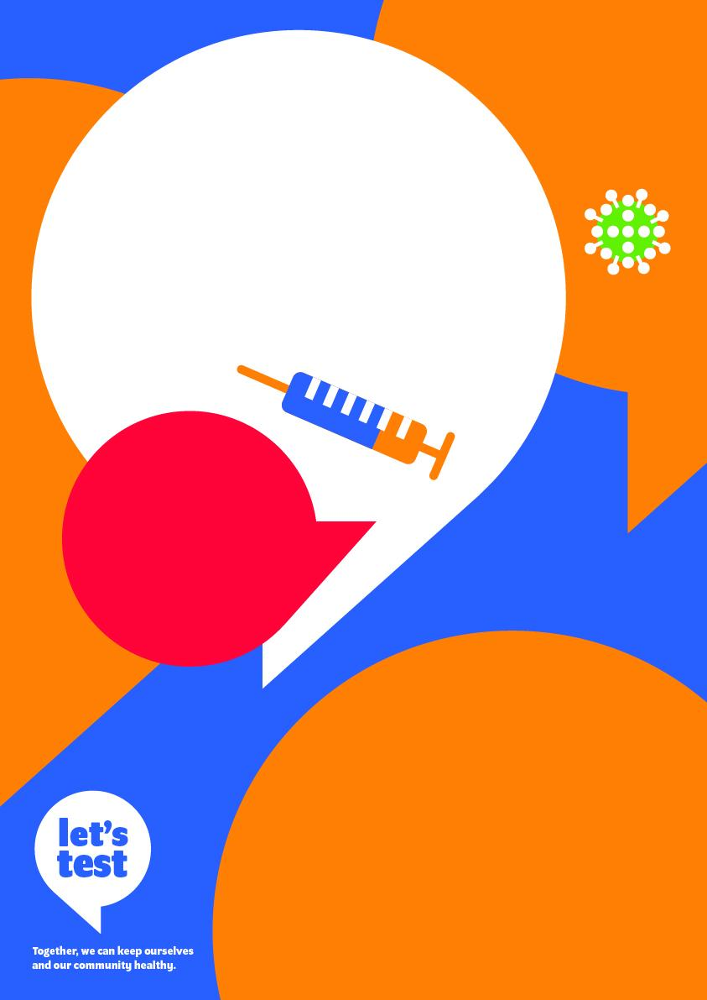 let’s
test
Together, we can keep ourselves
and our community healthy.